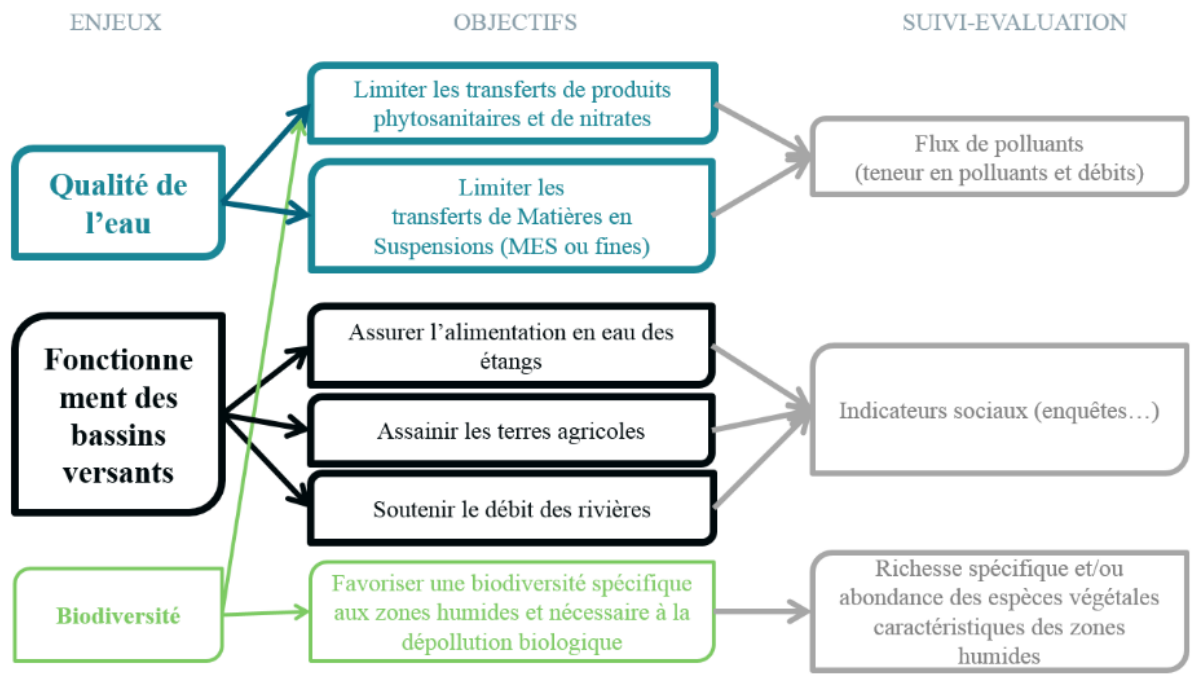 ENJEUX
OBJECTIFS
SUIVI-EVALUATION
Qualité de
l’eau
Limiter les transferts de produits
phytosanitaires et de nitrates
Limiter les
transferts de Matières en
Suspensions (MES ou fines)
Flux de polluants
(teneur en polluants et débits)
Fonctionne
ment des
bassins
versants
Assurer l’alimentation en eau des
étangs
Assainir les terres agricoles
Soutenir le débit des rivières
Indicateurs sociaux (enquêtes…)
Biodiversité
Favoriser une biodiversité spécifique
aux zones humides et nécessaire à la
dépollution biologique
Richesse spécifique et/ou
abondance des espèces végétales
caractéristiques des zones
humides